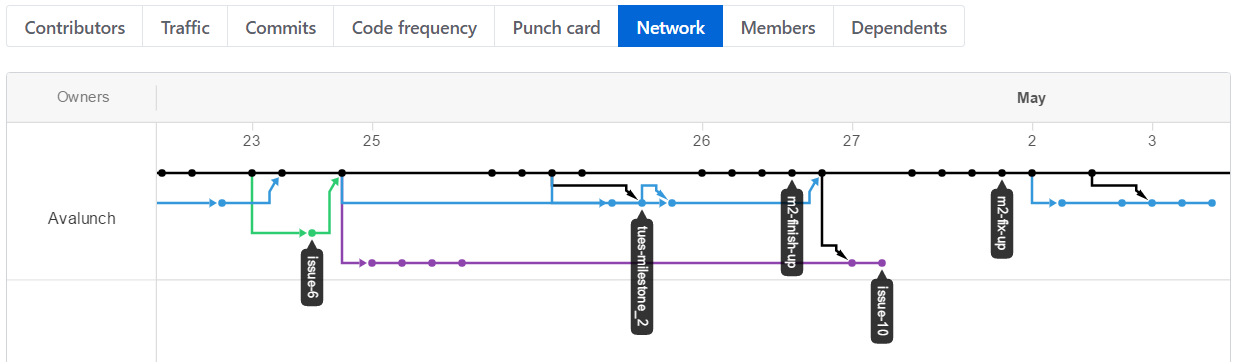 Contributors Traffic Commits Code frequency Punch card Network Members Dependents
Owners May
23 25 26 27 2 3
Avalunch
issue-6
tues-milestone_2
m2-finish-up
issue-10
m2-fix-up